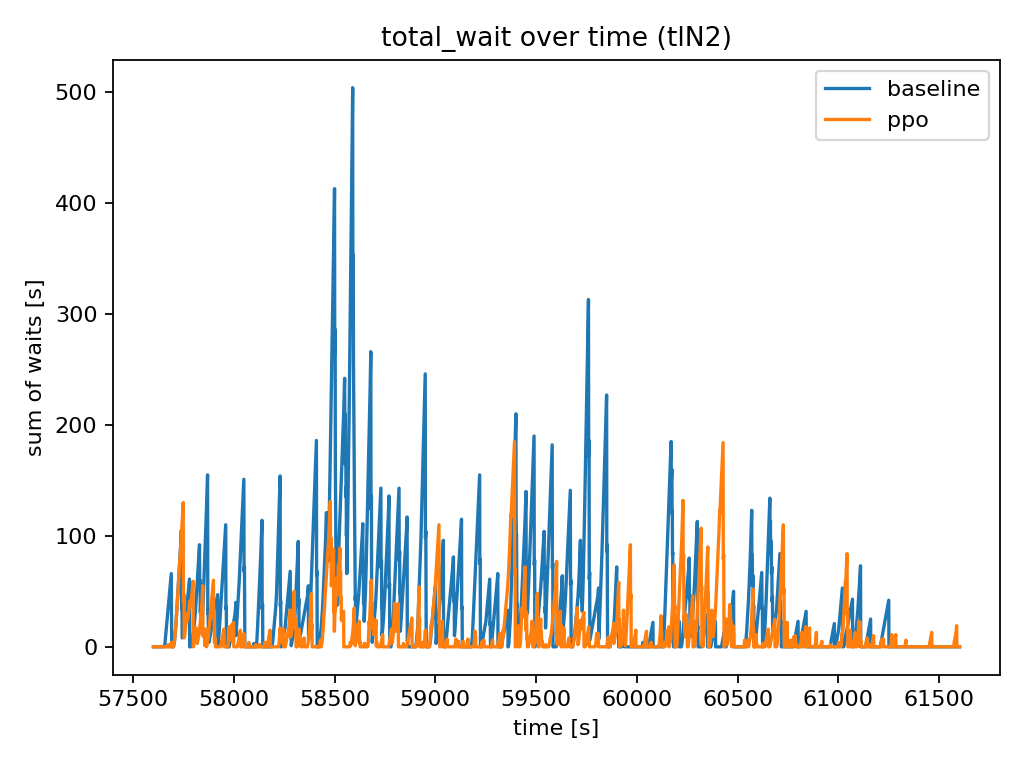 total_wait over time (tlN2)
baseline
ppo
sum of waits [s]
500
400
300
200
100
0
57500 58000 58500 59000 59500 60000 60500 61000 61500
time [s]